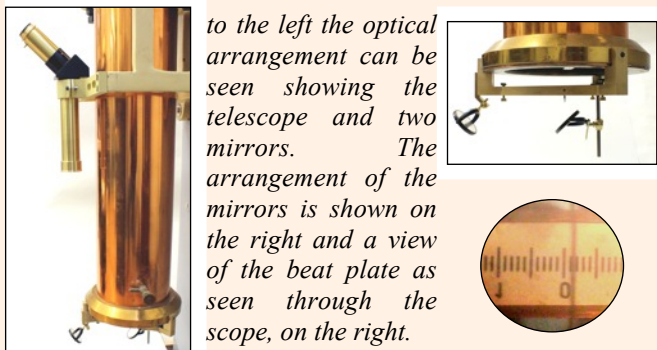 to the left the optical
arrangement can be
seen showing the
telescope and two
mirrors. The
arrangement of the
mirrors is shown on
the right and a view
of the beat plate as
seen through the
scope, on the right.
1 0